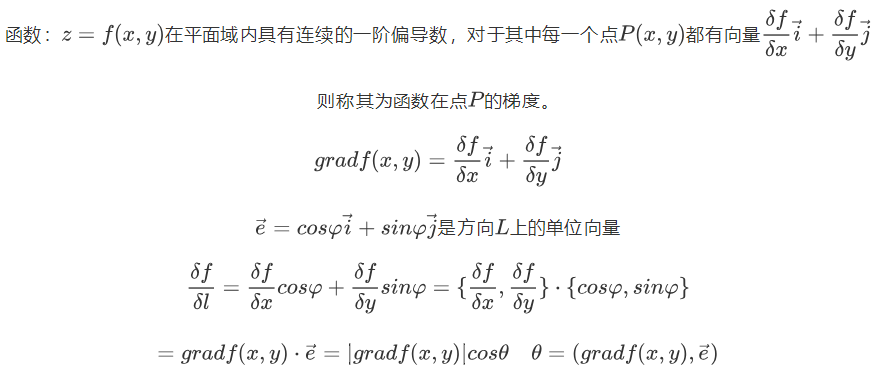 函数：$z = f(x, y)$在平面域内具有连续的一阶偏导数，对于其中每一个点$P(x, y)$都有向量$\frac{\delta f}{\delta x}\vec{i} + \frac{\delta f}{\delta y}\vec{j}$
则称其为函数在点$P$的梯度。
$gradf(x, y) = \frac{\delta f}{\delta x}\vec{i} + \frac{\delta f}{\delta y}\vec{j}$
$\vec{e} = cos\varphi\vec{i} + sin\varphi\vec{j}$是方向$L$上的单位向量
$\frac{\delta f}{\delta l} = \frac{\delta f}{\delta x}cos\varphi + \frac{\delta f}{\delta y}sin\varphi = \{\frac{\delta f}{\delta x}, \frac{\delta f}{\delta y}\} \cdot \{cos\varphi, sin\varphi\}$
$= gradf(x, y) \cdot \vec{e} = |gradf(x, y)|cos\theta \quad \theta = (gradf(x, y), \vec{e})$